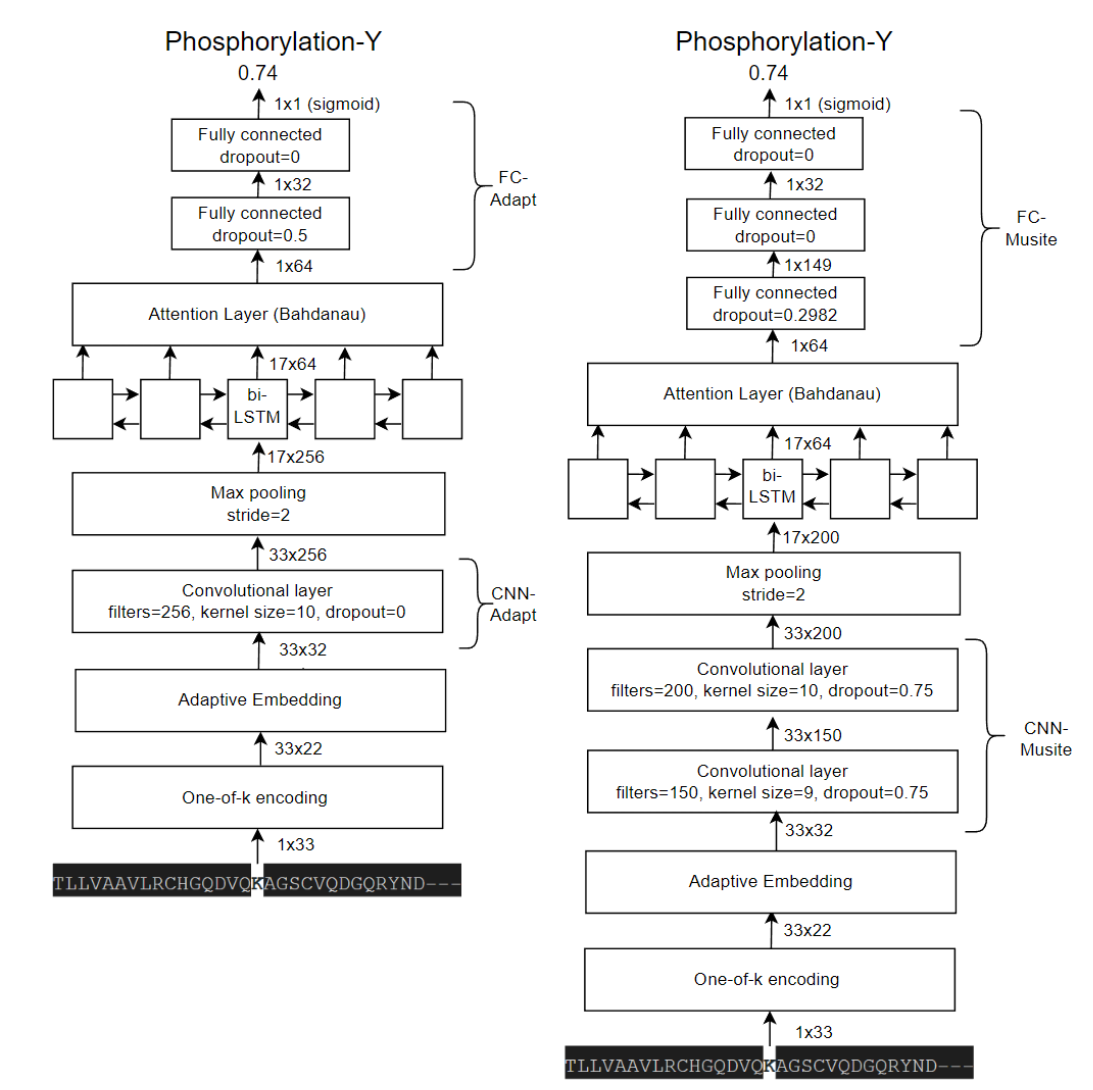 Phosphorylation-Y
0.74
1x1 (sigmoid)
Fully connected
dropout=0
1x32
Fully connected
dropout=0.5
1x64
FC-
Adapt
Attention Layer (Bahdanau)
17x64
bi-
LSTM
17x256
Max pooling
stride=2
33x256
Convolutional layer
filters=256, kernel size=10, dropout=0
CNN-
Adapt
33x32
Adaptive Embedding
33x22
One-of-k encoding
1x33
TLLVAAVLRCHGQDVQKAGSCVQDGQRYND---
Phosphorylation-Y
0.74
1x1 (sigmoid)
Fully connected
dropout=0
1x32
Fully connected
dropout=0
1x149
Fully connected
dropout=0.2982
1x64
FC-
Musite
Attention Layer (Bahdanau)
17x64
bi-
LSTM
17x200
Max pooling
stride=2
33x200
Convolutional layer
filters=200, kernel size=10, dropout=0.75
33x150
Convolutional layer
filters=150, kernel size=9, dropout=0.75
CNN-
Musite
33x32
Adaptive Embedding
33x22
One-of-k encoding
1x33
TLLVAAVLRCHGQDVQKAGSCVQDGQRYND---